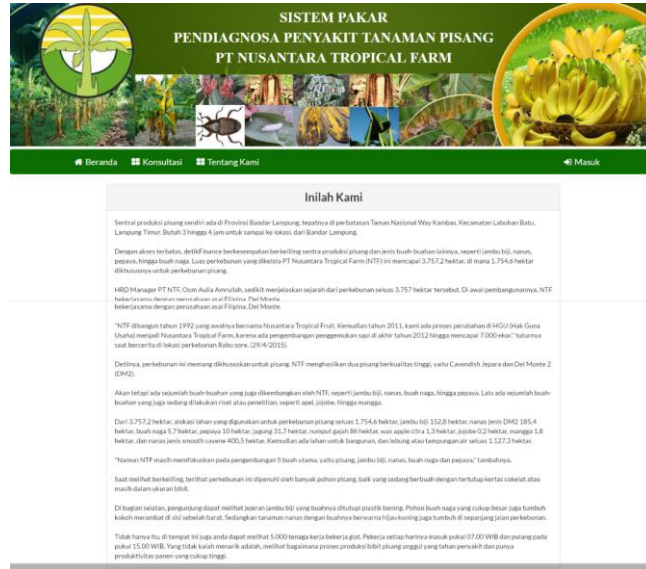 SISTEM PAKAR
PENDIAGNOSA PENYAKIT TANAMAN PISANG
PT NUSANTARA TROPICAL FARM
Beranda Konsultasi Tentang Kami Masuk
Inilah Kami
Sentral produksi pisang sendiri ada di Provinsi Bandar Lampung, tepatnya di perbatasan Taman Nasional Way Kambas, Kecamatan Labuhan Batu,
Lampung Timur. Butuh 3 hingga 4 jam untuk sampai ke lokasi, dari Bandar Lampung.
Dengan akses terbatas, detikFinance berkesempatan berkeliling sentra produksi pisang dan jenis buah-buahan lainnya, seperti jambu biji, nanas,
pepaya, hingga buah naga. Luas perkebunan yang dikelola PT Nusantara Tropical Farm (NTF) ini mencapai 3.757,2 hektar, di mana 1.754,6 hektar
dikhususnya untuk perkebunan pisang.
HRD Manager PT NTF, Oom Aulia Amrullah, sedikit menjelaskan sejarah dari perkebunan seluas 3.757 hektar tersebut. Di awal pembangunannya, NTF
bekerjasama dengan perusahaan asal Filipina, Del Monte.
bekerjasama dengan perusahaan asal Filipina, Del Monte.
"NTF dibangun tahun 1992 yang awalnya bernama Nusantara Tropical Fruit. Kemudian tahun 2011, kami ada proses perubahan di HGU (Hak Guna
Usaha) menjadi Nusantara Tropical Farm, karena ada pengembangan penggemukan sapi di akhir tahun 2012 hingga mencapai 7.000 ekor," tuturnya
saat bercerita di lokasi perkebunan Rabu sore, (29/4/2015).
Detilnya, perkebunan ini memang dikhususkan untuk pisang. NTF menghasilkan dua pisang berkualitas tinggi, yaitu Cavendish Jepara dan Del Monte 2
(DM2).
Akan tetapi ada sejumlah buah-buahan yang juga dikembangkan oleh NTF, seperti jambu biji, nanas, buah naga, hingga pepaya. Lalu ada sejumlah buah-
buahan yang juga sedang dilakukan riset atau penelitian, seperti apel, jojobe, hingga mangga.
Dari 3.757,2 hektar, alokasi lahan yang digunakan untuk perkebunan pisang seluas 1.754,6 hektar, jambu biji 152,8 hektar, nanas jenis DM2 185,4
hektar, buah naga 5,7 hektar, pepaya 10 hektar, jagung 31,7 hektar, rumput gajah 86 hektar, wax apple citra 1,3 hektar, jojobe 0,2 hektar, mangga 1.8
hektar, dan nanas jenis smooth cayene 400,5 hektar. Kemudian ada lahan untuk bangunan, dan lebung atau tampungan air seluas 1.127,3 hektar.
"Namun NTF masih memfokuskan pada pengembangan 5 buah utama, yaitu pisang, jambu biji, nanas, buah naga dan pepaya," tambahnya.
Saat melihat berkeliling, terlihat perkebunan ini dipenuhi oleh banyak pohon pisang, baik yang sedang berbuah dengan tertutup kertas cokelat atau
masih dalam ukuran bibit.
Di bagian selatan, pengunjung dapat melihat jejeran jambu biji yang buahnya ditutupi plastik bening. Pohon buah naga yang cukup besar juga tumbuh
kokoh merambat di sisi sebelah barat. Sedangkan tanaman nanas dengan buahnya berwarna hijau kuning juga tumbuh di sepanjang jalan perkebunan.
Tidak hanya itu, di tempat ini juga anda dapat melihat 5.000 tenaga kerja bekerja giat. Pekerja setiap harinya masuk pukul 07.00 WIB dan pulang pada
pukul 15.00 WIB. Yang tidak kalah menarik adalah, melihat bagaimana proses produksi bibit pisang unggul yang tahan penyakit dan punya
produktivitas panen yang cukup tinggi.